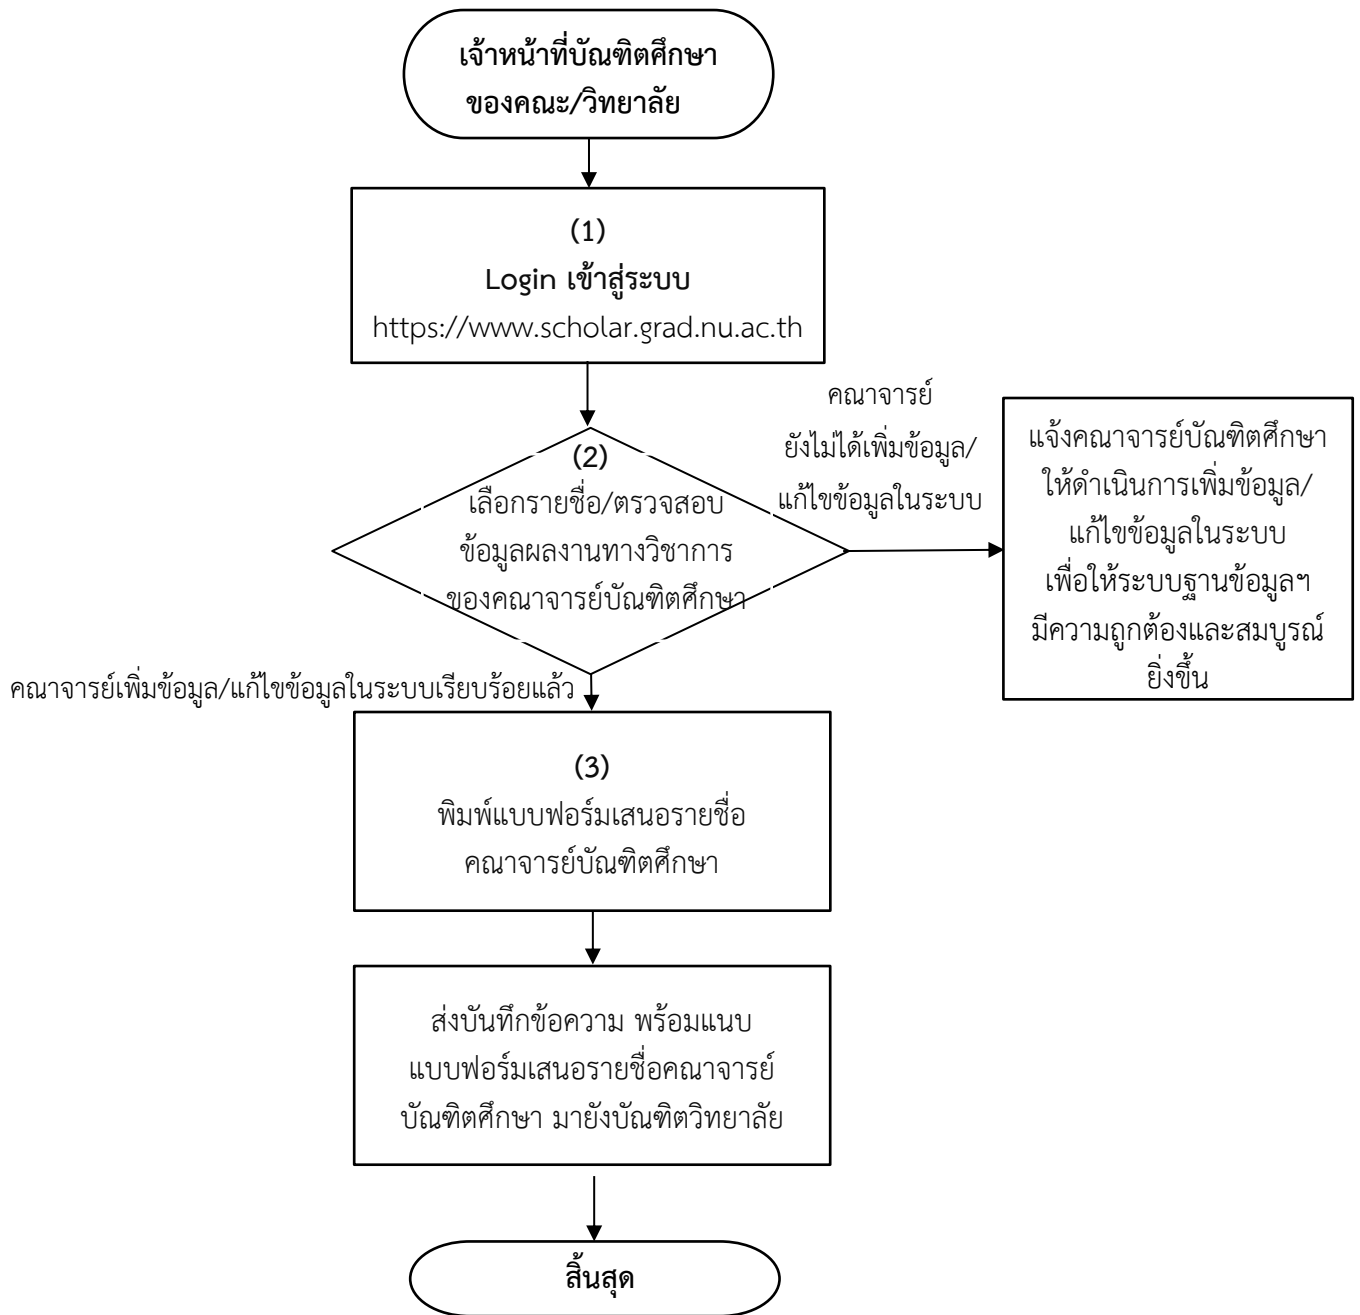 เจ้าหน้าที่บัณฑิตศึกษา
ของคณะ/วิทยาลัย
(1)
Login เข้าสู่ระบบ
https://www.scholar.grad.nu.ac.th
(2)
เลือกรายชื่อ/ตรวจสอบ
ข้อมูลผลงานทางวิชาการ
ของคณาจารย์บัณฑิตศึกษา
คณาจารย์
ยังไม่ได้เพิ่มข้อมูล/
แก้ไขข้อมูลในระบบ
แจ้งคณาจารย์บัณฑิตศึกษา
ให้ดำเนินการเพิ่มข้อมูล/
แก้ไขข้อมูลในระบบ
เพื่อให้ระบบฐานข้อมูลฯ
มีความถูกต้องและสมบูรณ์
ยิ่งขึ้น
คณาจารย์เพิ่มข้อมูล/แก้ไขข้อมูลในระบบเรียบร้อยแล้ว
(3)
พิมพ์แบบฟอร์มเสนอรายชื่อ
คณาจารย์บัณฑิตศึกษา
ส่งบันทึกข้อความ พร้อมแนบ
แบบฟอร์มเสนอรายชื่อคณาจารย์
บัณฑิตศึกษา มายังบัณฑิตวิทยาลัย
สิ้นสุด